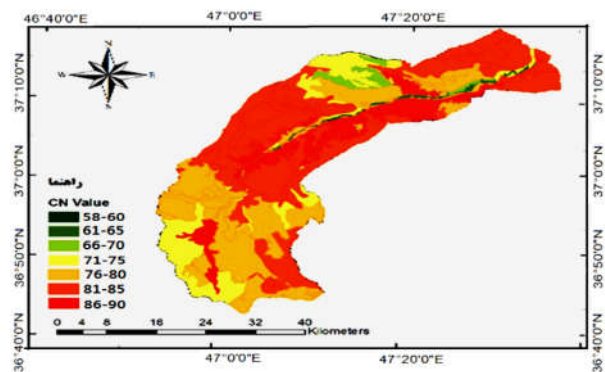 46°40'0"E 47°0'0"E 47°20'0"E
37°10'0"N
37°0'0"N
36°50'0"N
36°40'0"N
37°10'0"N
37°0'0"N
36°50'0"N
36°40'0"N
راهنما
CN Value
58-60
61-65
66-70
71-75
76-80
81-85
86-90
0 4 8 16 24 32 40
Kilometers
47°0'0"E 47°20'0"E